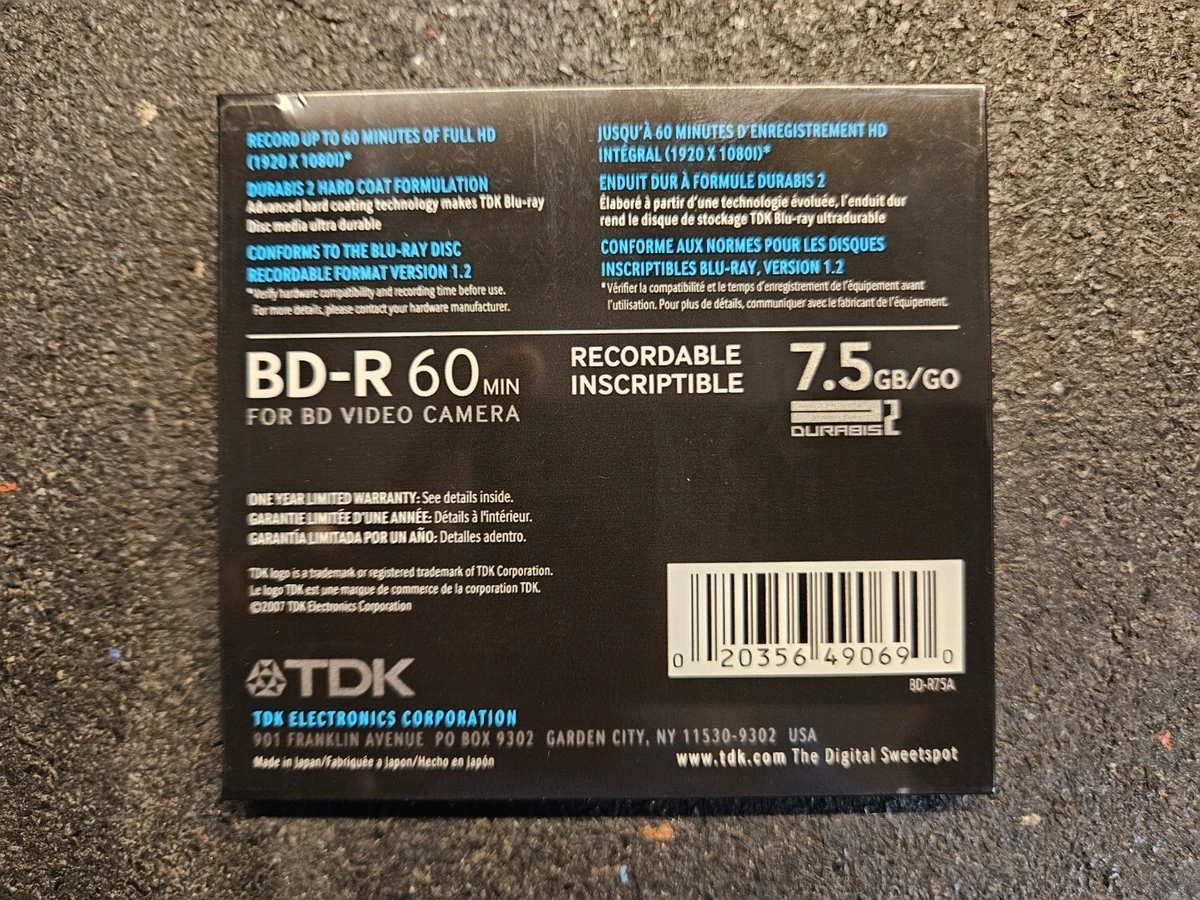 RECORD UP TO 60 MINUTES OF FULL HD
(1920 X 1080I)*
DURABIS 2 HARD COAT FORMULATION
Advanced hard coating technology makes TDK Blu-ray
Disc media ultra durable
CONFORMS TO THE BLU-RAY DISC
RECORDABLE FORMAT VERSION 1.2
*Verify hardware compatibility and recording time before use.
For more details, please contact your hardware manufacturer.
JUSQU'À 60 MINUTES D'ENREGISTREMENT HD
INTÉGRAL (1920 X 1080I)*
ENDUIT DUR À FORMULE DURABIS 2
Élaboré à partir d'une technologie évoluée, l'enduit dur
rend le disque de stockage TDK Blu-ray ultradurable
CONFORME AUX NORMES POUR LES DISQUES
INSCRIPTIBLES BLU-RAY, VERSION 1.2
*Vérifier la compatibilité et le temps d'enregistrement de l'équipement avant
l'utilisation. Pour plus de détails, communiquer avec le fabricant de l'équipement.
BD-R 60 MIN
FOR BD VIDEO CAMERA
RECORDABLE
INSCRIPTIBLE
7.5 GB/GO
DURABIS 2
ONE YEAR LIMITED WARRANTY: See details inside.
GARANTIE LIMITÉE D'UNE ANNÉE: Détails à l'intérieur.
GARANTÍA LIMITADA POR UN AÑO: Detalles adentro.
TDK logo is a trademark or registered trademark of TDK Corporation.
Le logo TDK est une marque de commerce de la corporation TDK.
©2007 TDK Electronics Corporation
0 20356 49069 0
BD-R75A
TDK
TDK ELECTRONICS CORPORATION
901 FRANKLIN AVENUE PO BOX 9302 GARDEN CITY, NY 11530-9302 USA
Made in Japan/Fabriquée a Japon/Hecho en Japón
www.tdk.com The Digital Sweetspot